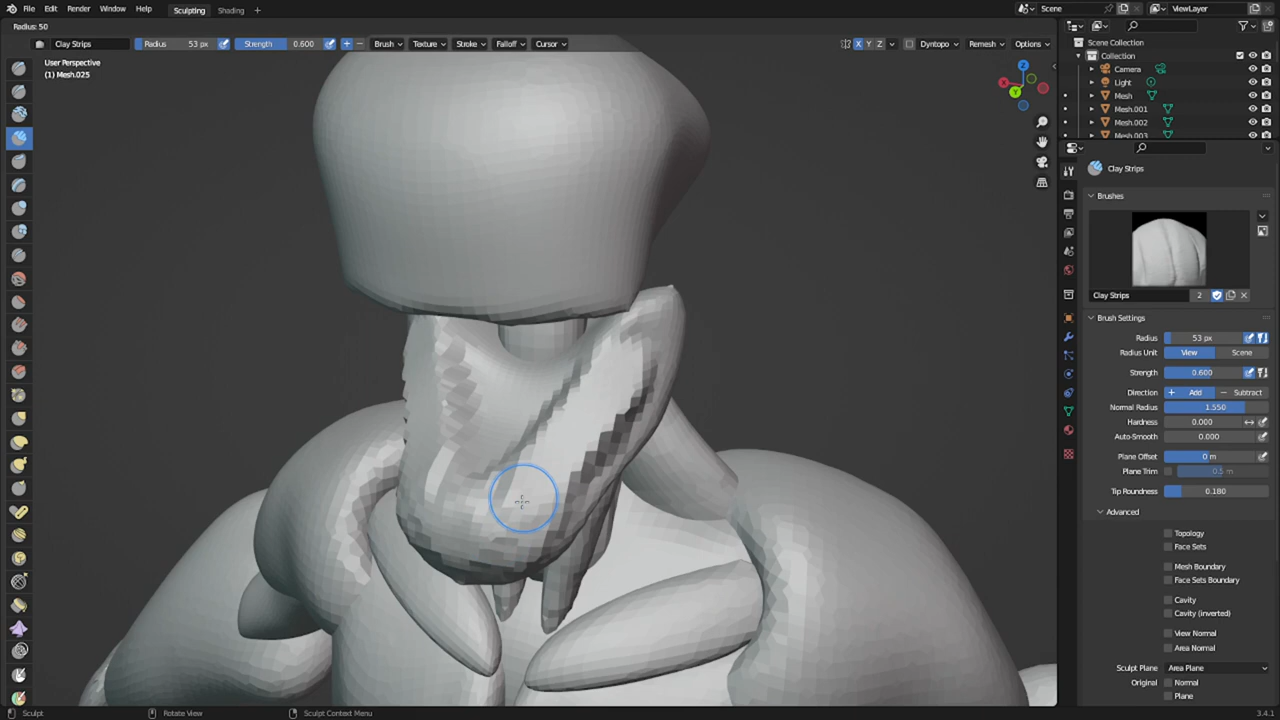 File Edit Render Window Help Sculpting Shading + Scene ViewLayer
Radius: 50
Clay Strips Radius 53 px Strength 0.600 + − Brush Texture Stroke Falloff Cursor X Y Z Dyntopo Remesh Options
User Perspective
(1) Mesh.025
Z
X
Y
Scene Collection
Collection
Camera
Light
Mesh
Mesh.001
Mesh.002
Mesh.003
Clay Strips
Brushes
Clay Strips 2
Brush Settings
Radius 53 px
Radius Unit View Scene
Strength 0.600
Direction + Add − Subtract
Normal Radius 1.550
Hardness 0.000
Auto-Smooth 0.000
Plane Offset 0 m
Plane Trim 0.5 m
Tip Roundness 0.180
Advanced
Topology
Face Sets
Mesh Boundary
Face Sets Boundary
Cavity
Cavity (inverted)
View Normal
Area Normal
Sculpt Plane Area Plane
Original Normal
Plane
Sculpt Rotate View Sculpt Context Menu 3.4.1